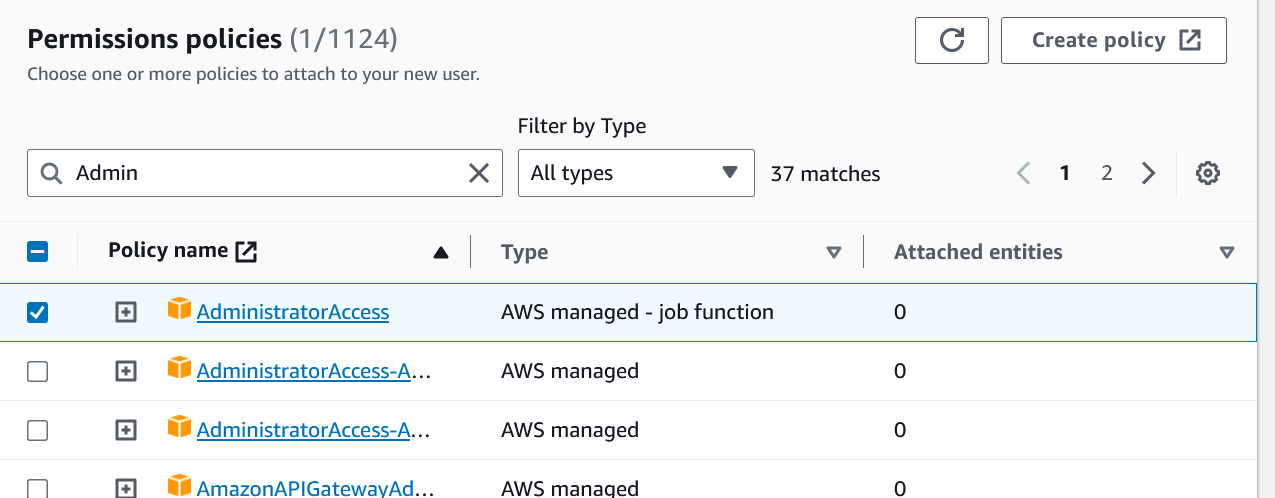 Permissions policies (1/1124)
Create policy
Choose one or more policies to attach to your new user.
Filter by Type
Admin
All types
37 matches
1
2
Policy name
Type
Attached entities
AdministratorAccess
AWS managed - job function
0
AdministratorAccess-A…
AWS managed
0
AdministratorAccess-A…
AWS managed
0
AmazonAPIGatewayAd…
AWS managed
0